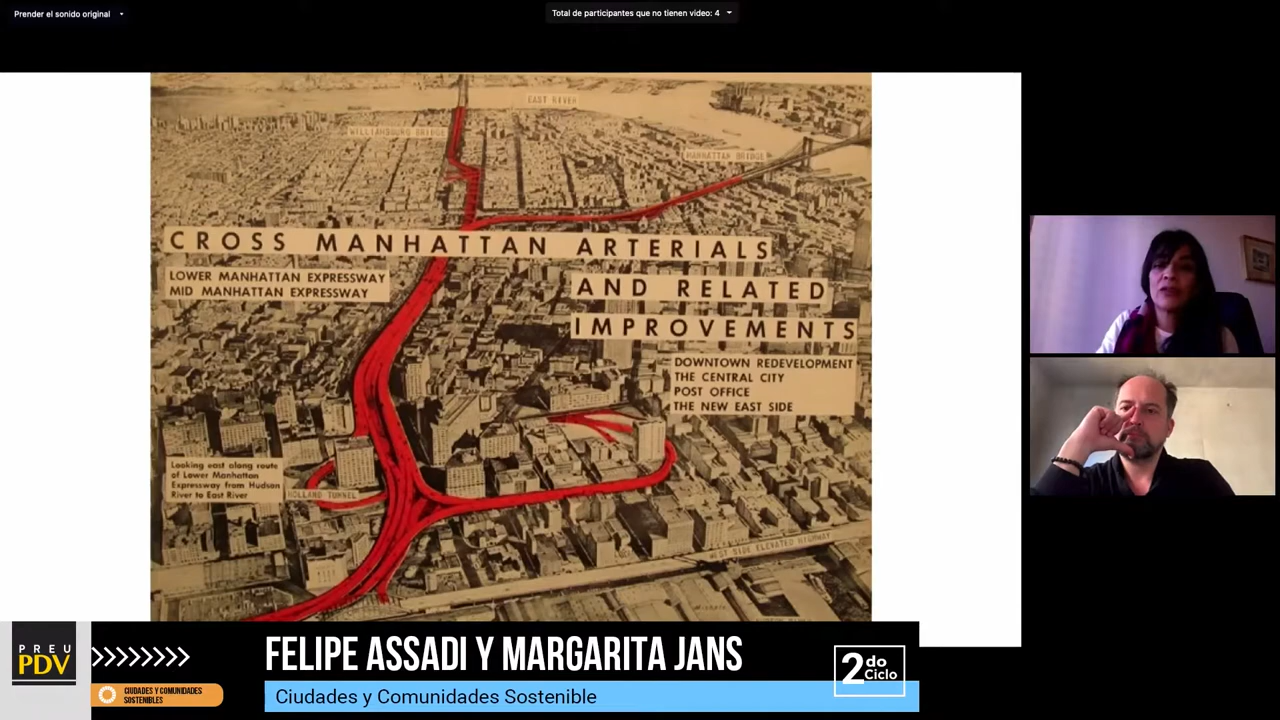 Prender el sonido original
Total de participantes que no tienen video: 4
EAST RIVER
WILLIAMSBURG BRIDGE
MANHATTAN BRIDGE
CROSS MANHATTAN ARTERIALS
LOWER MANHATTAN EXPRESSWAY
MID MANHATTAN EXPRESSWAY
AND RELATED
IMPROVEMENTS
DOWNTOWN REDEVELOPMENT
THE CENTRAL CITY
POST OFFICE
THE NEW EAST SIDE
Looking east along route
of Lower Manhattan
Expressway from Hudson
River to East River
HOLLAND TUNNEL
WEST SIDE ELEVATED HIGHWAY
PREU
PDV
FELIPE ASSADI Y MARGARITA JANS
2do Ciclo
CIUDADES Y COMUNIDADES
SOSTENIBLES
Ciudades y Comunidades Sostenible